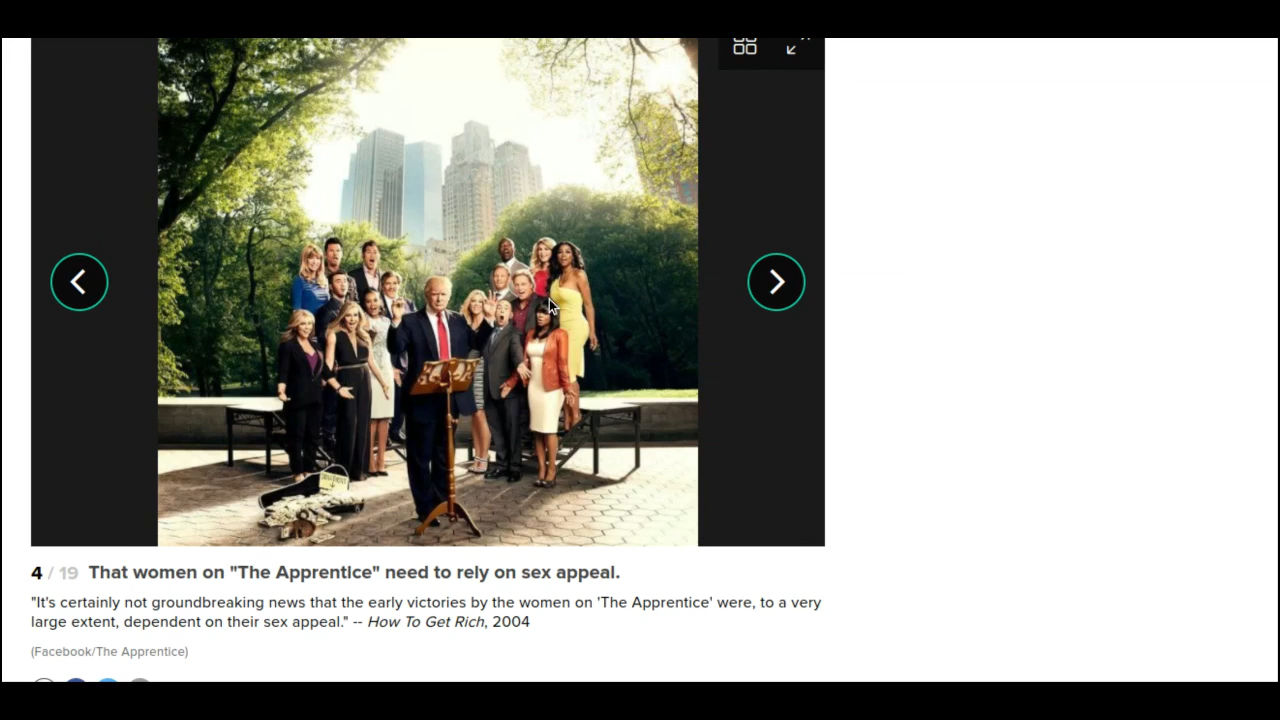 4 / 19 That women on "The Apprentice" need to rely on sex appeal.
"It's certainly not groundbreaking news that the early victories by the women on 'The Apprentice' were, to a very
large extent, dependent on their sex appeal." -- How To Get Rich, 2004
(Facebook/The Apprentice)